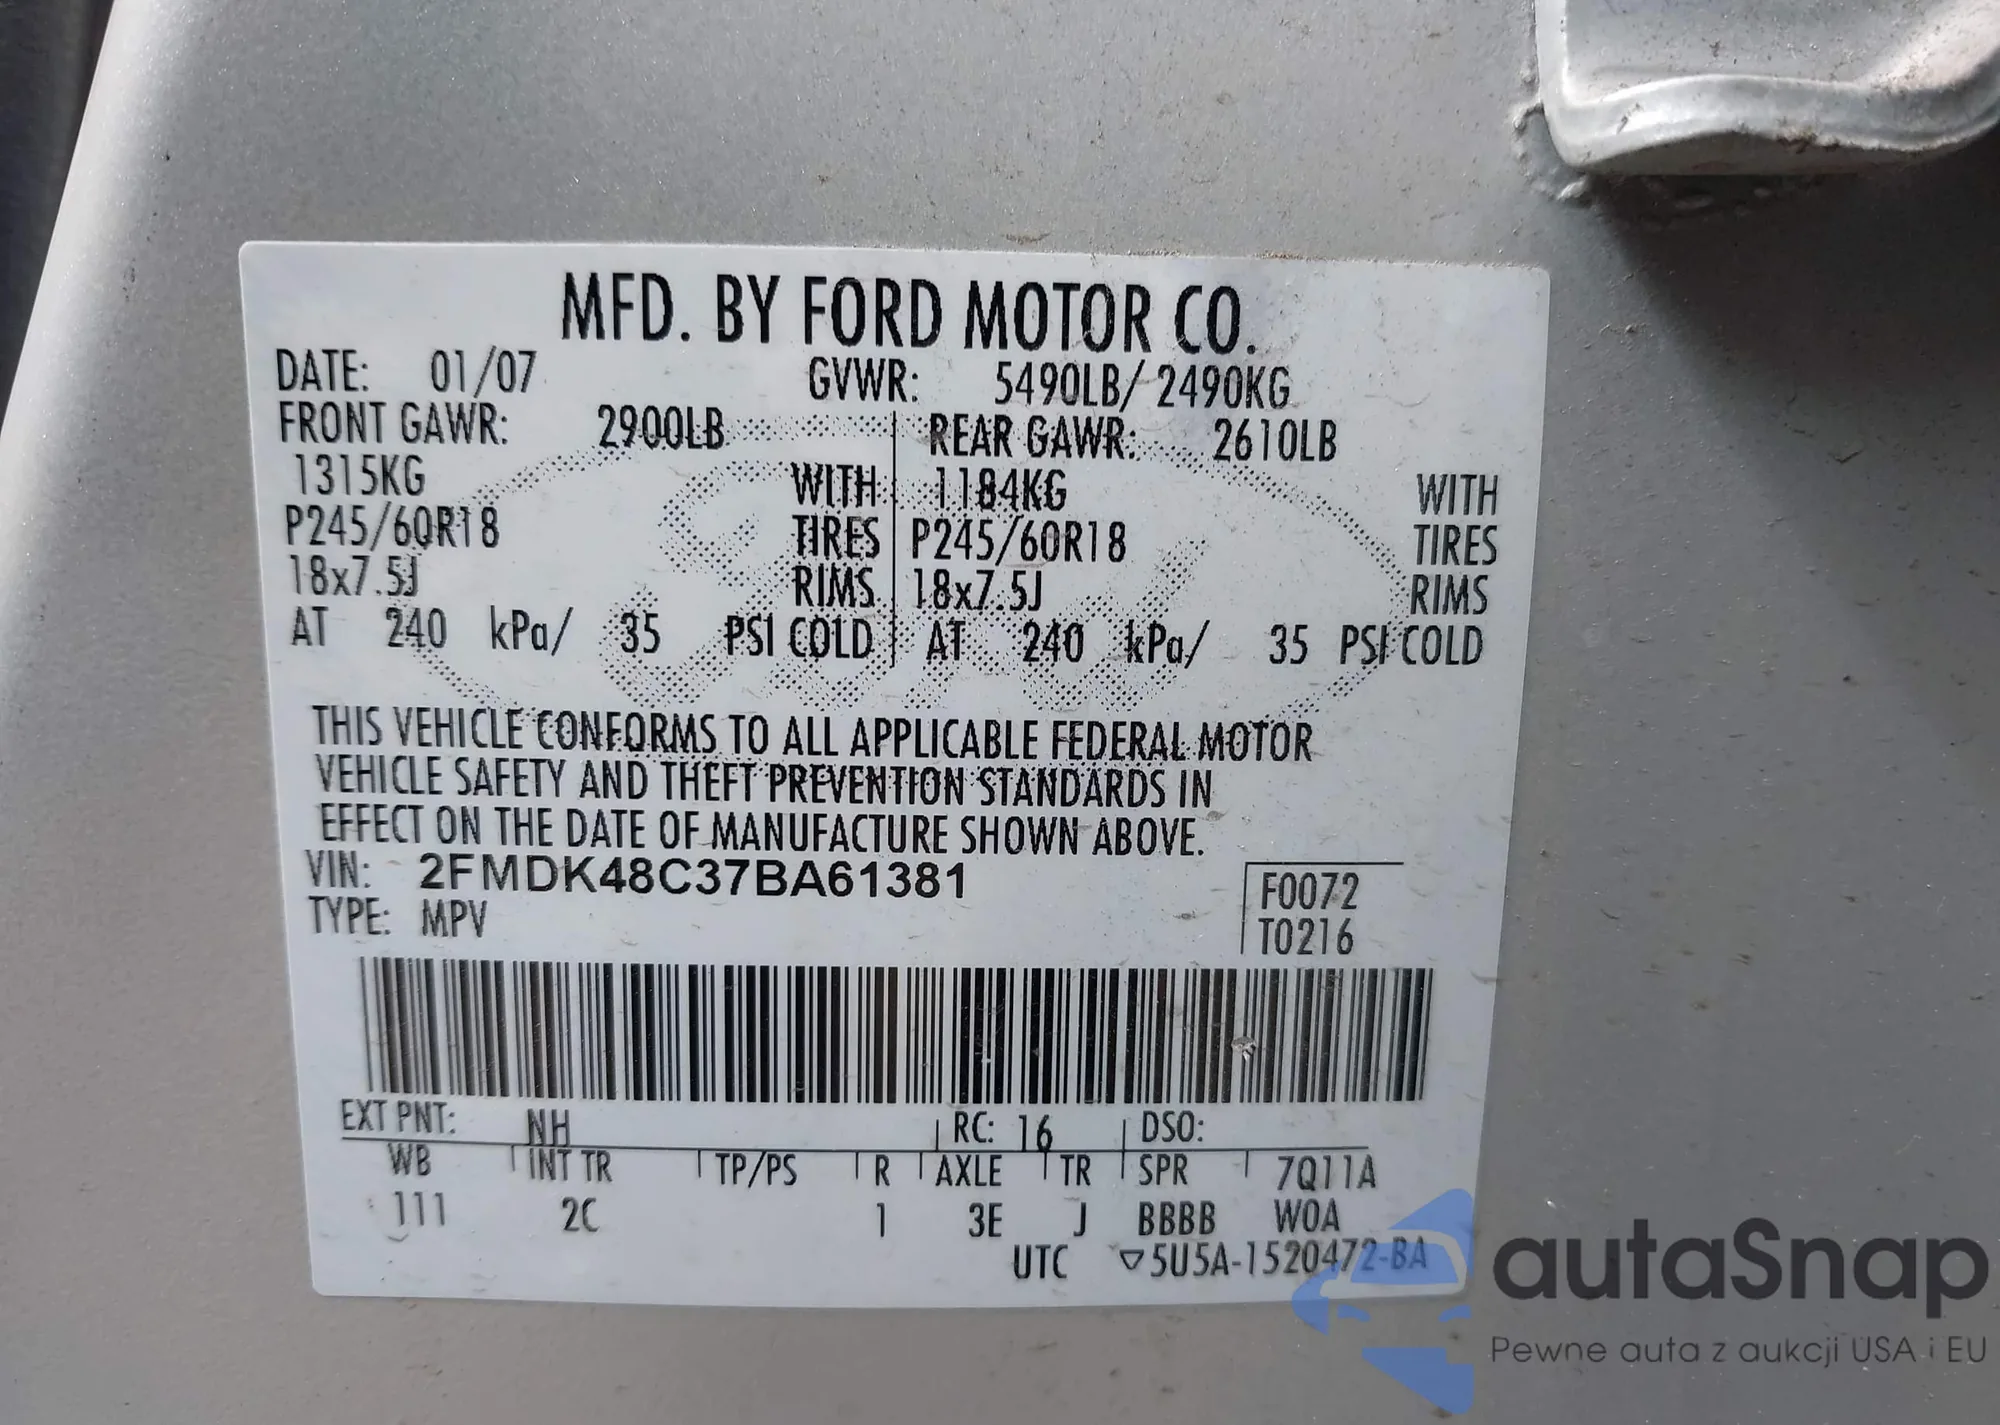 MFD. BY FORD MOTOR CO.
DATE: 01/07 GVWR: 5490LB/ 2490KG
FRONT GAWR: 2900LB REAR GAWR: 2610LB
1315KG WITH 1184KG WITH
P245/60R18 TIRES P245/60R18 TIRES
18x7.5J RIMS 18x7.5J RIMS
AT 240 kPa/ 35 PSI COLD AT 240 kPa/ 35 PSI COLD
THIS VEHICLE CONFORMS TO ALL APPLICABLE FEDERAL MOTOR
VEHICLE SAFETY AND THEFT PREVENTION STANDARDS IN
EFFECT ON THE DATE OF MANUFACTURE SHOWN ABOVE.
VIN: 2FMDK48C37BA61381
F0072
TYPE: MPV
T0216
EXT PNT: NH RC: 16 DSO:
WB INT TR TP/PS R AXLE TR SPR 7Q11A
111 2C 1 3E J BBBB WOA
UTC ▽5U5A-1520472-BA
autaSnap
Pewne auta z aukcji USA i EU